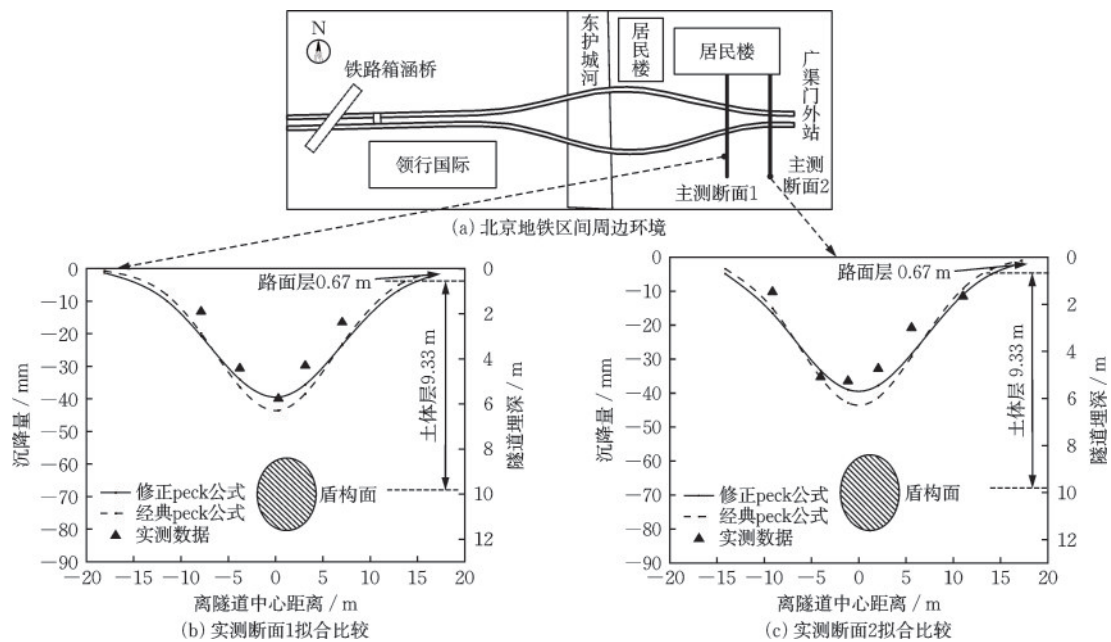 N
铁路箱涵桥
领行国际
东护城河
居民楼
居民楼
广渠门外站
主测断面1
主测断面2
(a) 北京地铁区间周边环境
0
−10
−20
−30
−40
−50
−60
−70
−80
−90
沉降量 / mm
路面层0.67 m
土体层9.33 m
盾构面
修正peck公式
经典peck公式
实测数据
0
2
4
6
8
10
12
隧道埋深 / m
−20
−15
−10
−5
0
5
10
15
20
离隧道中心距离 / m
(b) 实测断面1拟合比较
0
−10
−20
−30
−40
−50
−60
−70
−80
−90
沉降量 / mm
路面层 0.67 m
土体层 9.33 m
盾构面
修正peck公式
经典peck公式
实测数据
0
2
4
6
8
10
12
隧道埋深 / m
−20
−15
−10
−5
0
5
10
15
20
离隧道中心距离 / m
(c) 实测断面2拟合比较